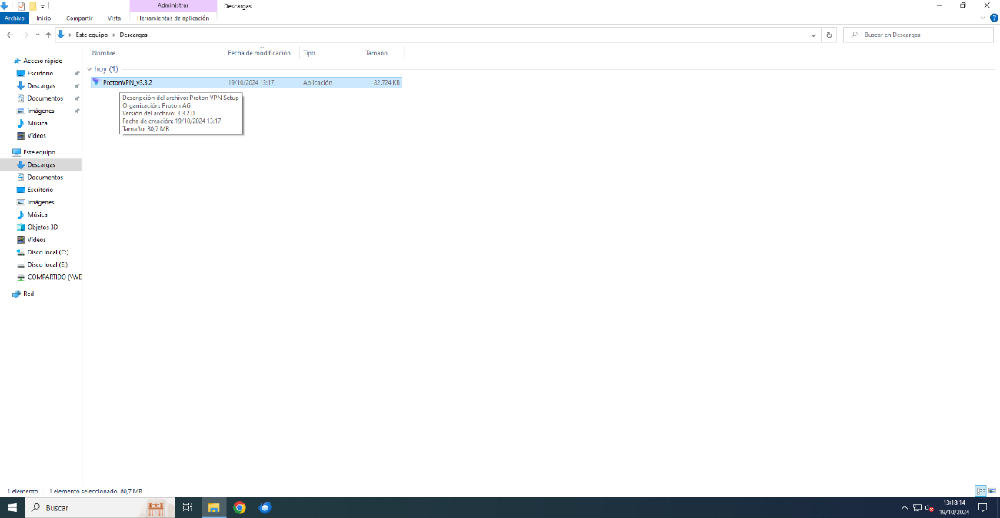 Administrar
Descargas
Archivo
Inicio
Compartir
Vista
Herramientas de aplicación
Este equipo
Descargas
Buscar en Descargas
Nombre
Fecha de modificación
Tipo
Tamaño
Acceso rápido
Escritorio
Descargas
Documentos
Imágenes
Música
Vídeos
Este equipo
Descargas
Documentos
Escritorio
Imágenes
Música
Objetos 3D
Vídeos
Disco local (C:)
Disco local (E:)
COMPARTIDO (\\VE
Red
hoy (1)
ProtonVPN_v3.3.2 19/10/2024 13:17 Aplicación 82.724 KB
Descripción del archivo: Proton VPN Setup
Organización: Proton AG
Versión del archivo: 3.3.2.0
Fecha de creación: 19/10/2024 13:17
Tamaño: 80,7 MB
1 elemento
1 elemento seleccionado 80,7 MB
Buscar
13:18:14
19/10/2024